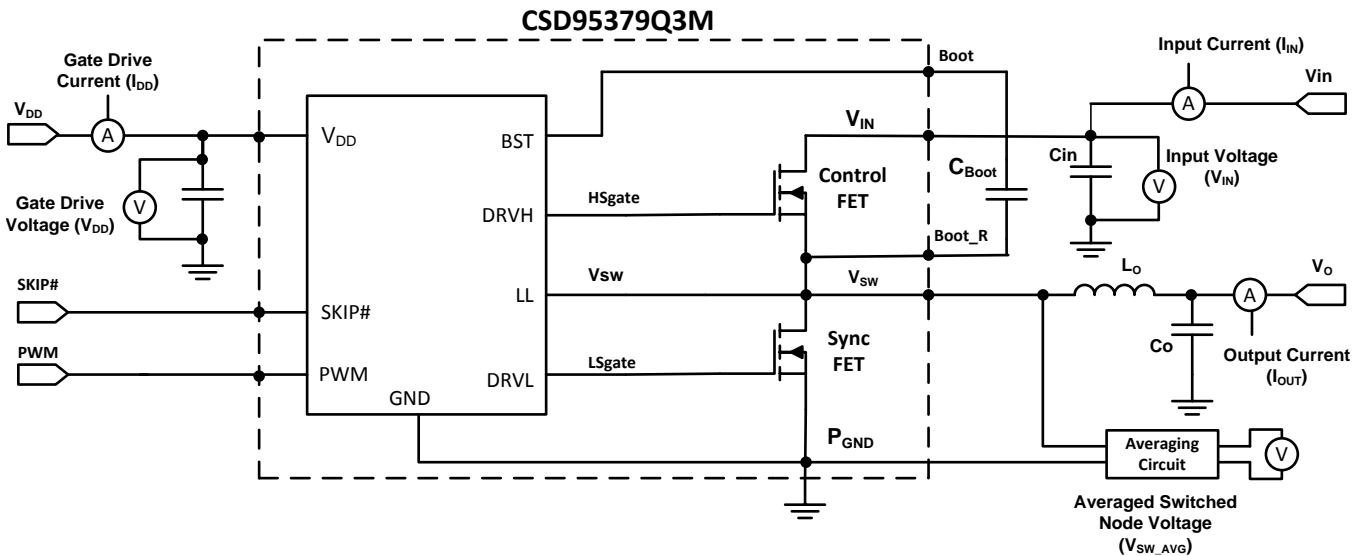 CSD95379Q3M
Gate Drive
Current (IDD)
VDD
A
V
Gate Drive
Voltage (VDD)
SKIP#
PWM
VDD
SKIP#
PWM
GND
BST
DRVH
LL
DRVL
HSgate
Vsw
LSgate
Control
FET
Sync
FET
Boot
VIN
CBoot
Boot_R
VSW
PGND
Input Current (IIN)
Vin
A
Cin
V
Input Voltage
(VIN)
LO
VO
A
Co
Output Current
(IOUT)
Averaging
Circuit
V
Averaged Switched
Node Voltage
(VSW_AVG)